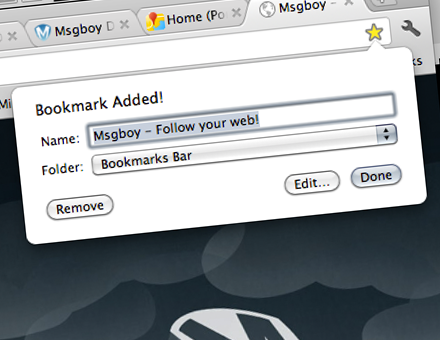 Msgboy D
Home (Po
Msgboy –
Bookmark Added!
Name: Msgboy – Follow your web!
Folder: Bookmarks Bar
Remove Edit... Done